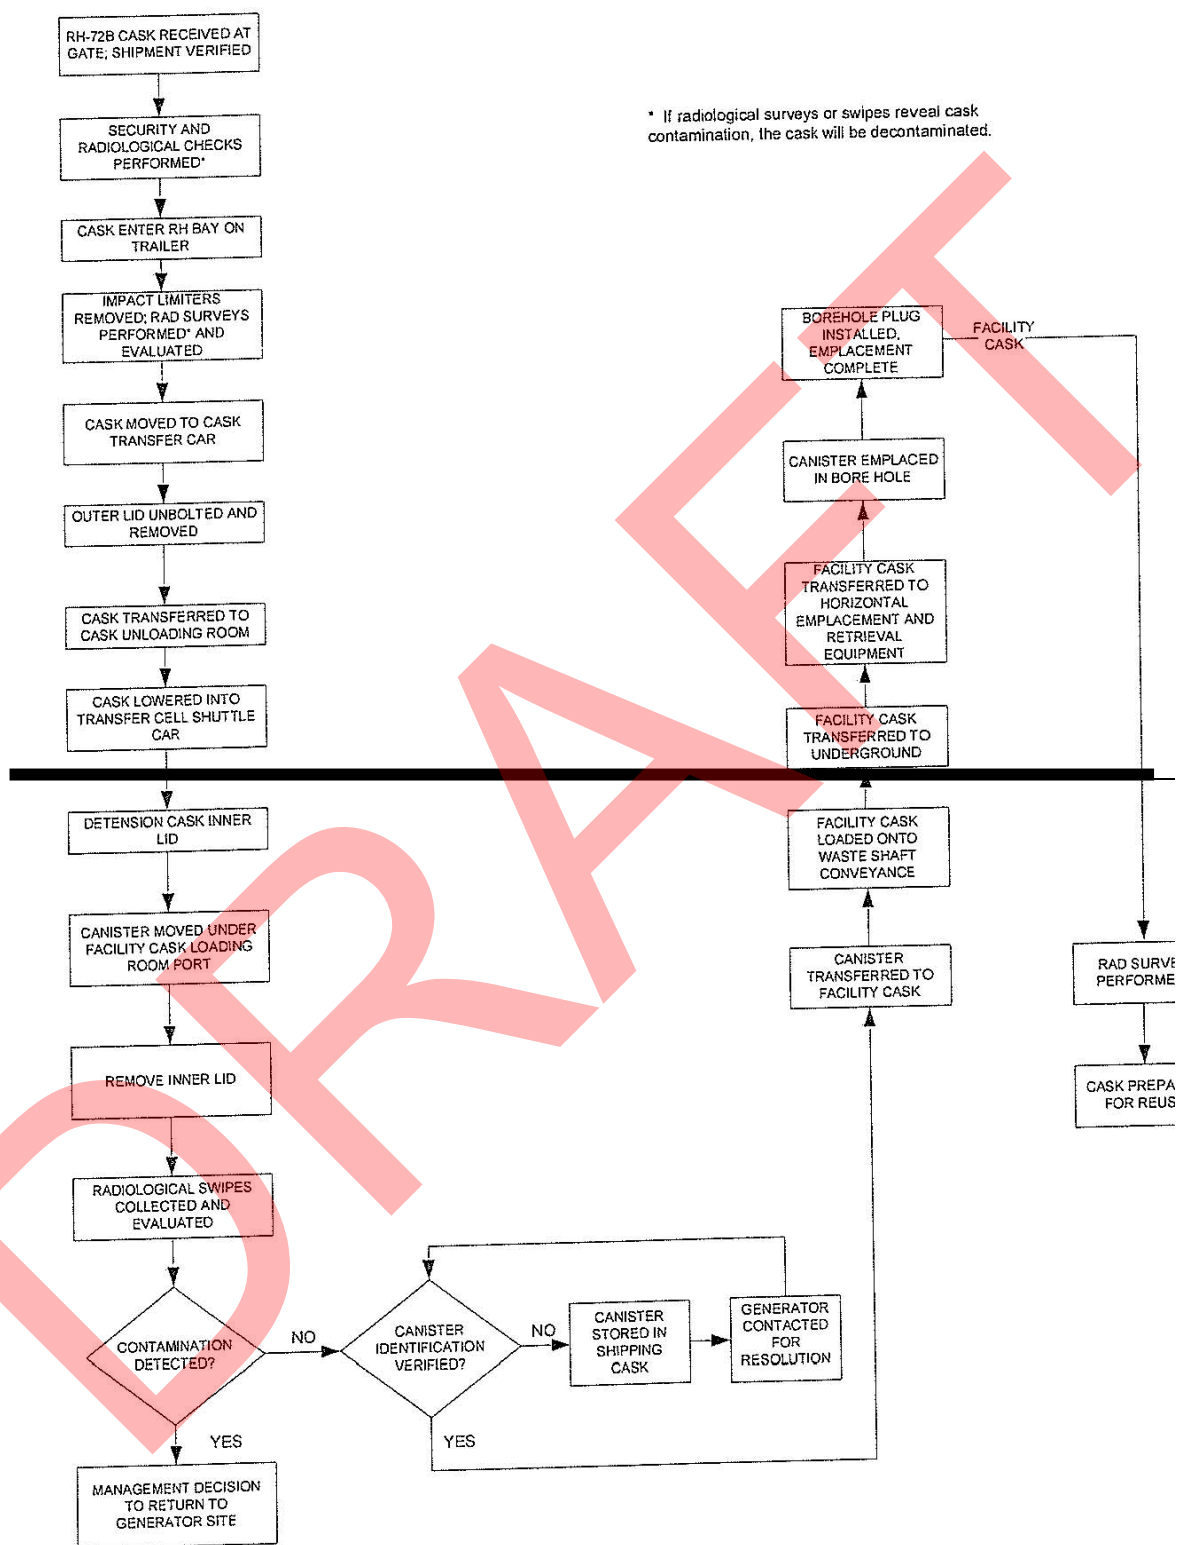 RH-72B CASK RECEIVED AT
GATE; SHIPMENT VERIFIED
SECURITY AND
RADIOLOGICAL CHECKS
PERFORMED*
CASK ENTER RH BAY ON
TRAILER
IMPACT LIMITERS
REMOVED; RAD SURVEYS
PERFORMED* AND
EVALUATED
CASK MOVED TO CASK
TRANSFER CAR
OUTER LID UNBOLTED AND
REMOVED
CASK TRANSFERRED TO
CASK UNLOADING ROOM
CASK LOWERED INTO
TRANSFER CELL SHUTTLE
CAR
DETENSION CASK INNER
LID
CANISTER MOVED UNDER
FACILITY CASK LOADING
ROOM PORT
REMOVE INNER LID
RADIOLOGICAL SWIPES
COLLECTED AND
EVALUATED
CONTAMINATION
DETECTED?
YES
MANAGEMENT DECISION
TO RETURN TO
GENERATOR SITE
NO
CANISTER
IDENTIFICATION
VERIFIED?
NO
CANISTER
STORED IN
SHIPPING
CASK
GENERATOR
CONTACTED
FOR
RESOLUTION
YES
CANISTER
TRANSFERRED TO
FACILITY CASK
FACILITY CASK
LOADED ONTO
WASTE SHAFT
CONVEYANCE
FACILITY CASK
TRANSFERRED TO
UNDERGROUND
FACILITY CASK
TRANSFERRED TO
HORIZONTAL
EMPLACEMENT AND
RETRIEVAL
EQUIPMENT
CANISTER EMPLACED
IN BORE HOLE
BOREHOLE PLUG
INSTALLED,
EMPLACEMENT
COMPLETE
FACILITY
CASK
RAD SURVE
PERFORME
CASK PREPA
FOR REUS
* If radiological surveys or swipes reveal cask
contamination, the cask will be decontaminated.
DRAFT